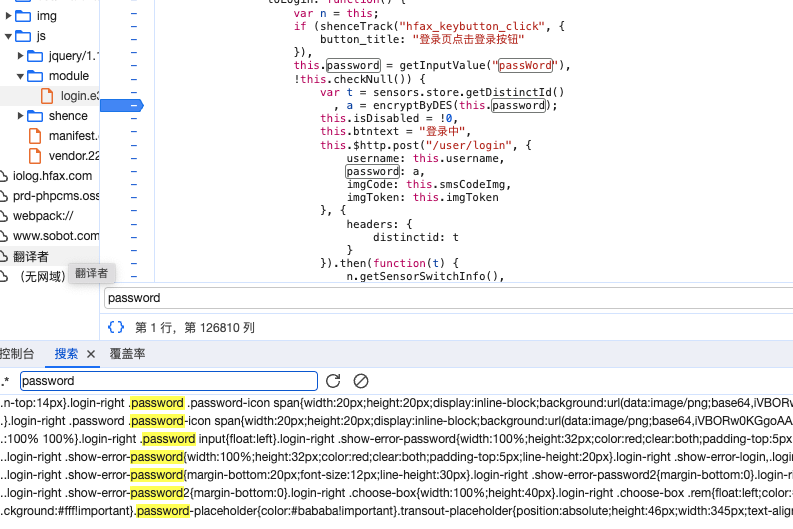 toLogin: function() {
img
var n = this;
js
if (shenceTrack("hfax_keybutton_click", {
button_title: "登录页点击登录按钮"
jquery/1.1
}),
this.password = getInputValue("passWord"),
module
!this.checkNull()) {
login.e3
var t = sensors.store.getDistinctId()
, a = encryptByDES(this.password);
shence
this.isDisabled = !0,
manifest.
this.btntext = "登录中",
this.$http.post("/user/login", {
vendor.22
username: this.username,
iolog.hfax.com
password: a,
prd-phpcms.oss
imgCode: this.smsCodeImg,
imgToken: this.imgToken
webpack://
}, {
www.sobot.com
headers: {
distinctid: t
翻译者
}
(无网域)
翻译者
}).then(function(t) {
n.getSensorSwitchInfo(),
password
{} 第 1 行，第 126810 列
控制台 搜索 × 覆盖率
.* password
.n-top:14px}.login-right .password .password-icon span{width:20px;height:20px;display:inline-block;background:url(data:image/png;base64,iVBORw
.}.login-right .password .password-icon span{width:20px;height:20px;display:inline-block;background:url(data:image/png;base64,iVBORw0KGgoAA
.:100% 100%}.login-right .password input{float:left}.login-right .show-error-password{width:100%;height:32px;color:red;clear:both;padding-top:5px
..login-right .show-error-password{width:100%;height:32px;color:red;clear:both;padding-top:5px;line-height:20px}.login-right .show-error-login,.login
..login-right .show-error-password{margin-bottom:20px;font-size:12px;line-height:30px}.login-right .show-error-password2{margin-bottom:0}.login-
..login-right .show-error-password2{margin-bottom:0}.login-right .choose-box{width:100%;height:40px}.login-right .choose-box .rem{float:left;color:
.ckground:#fff!important}.password-placeholder{color:#bababa!important}.transout-placeholder{position:absolute;height:46px;width:345px;text-alig